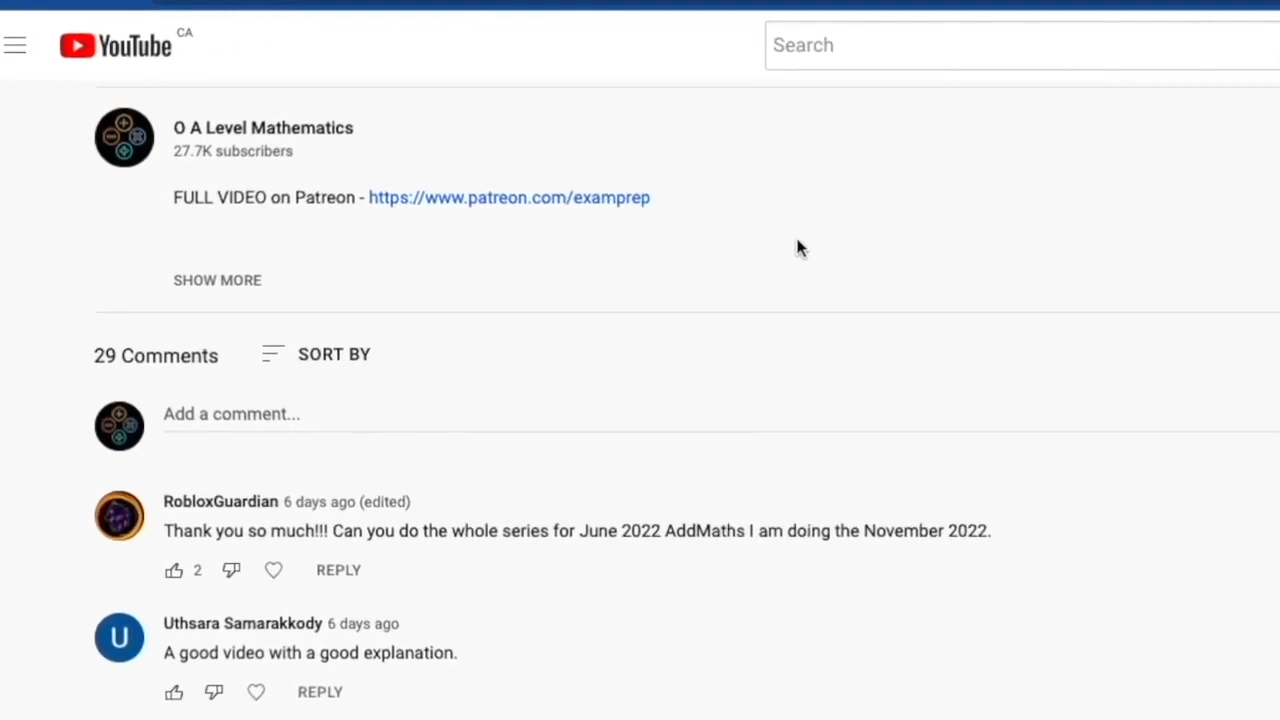 YouTube CA
Search
O A Level Mathematics
27.7K subscribers
FULL VIDEO on Patreon - https://www.patreon.com/examprep
SHOW MORE
29 Comments SORT BY
Add a comment...
RobloxGuardian 6 days ago (edited)
Thank you so much!!! Can you do the whole series for June 2022 AddMaths I am doing the November 2022.
2 REPLY
U
Uthsara Samarakkody 6 days ago
A good video with a good explanation.
REPLY